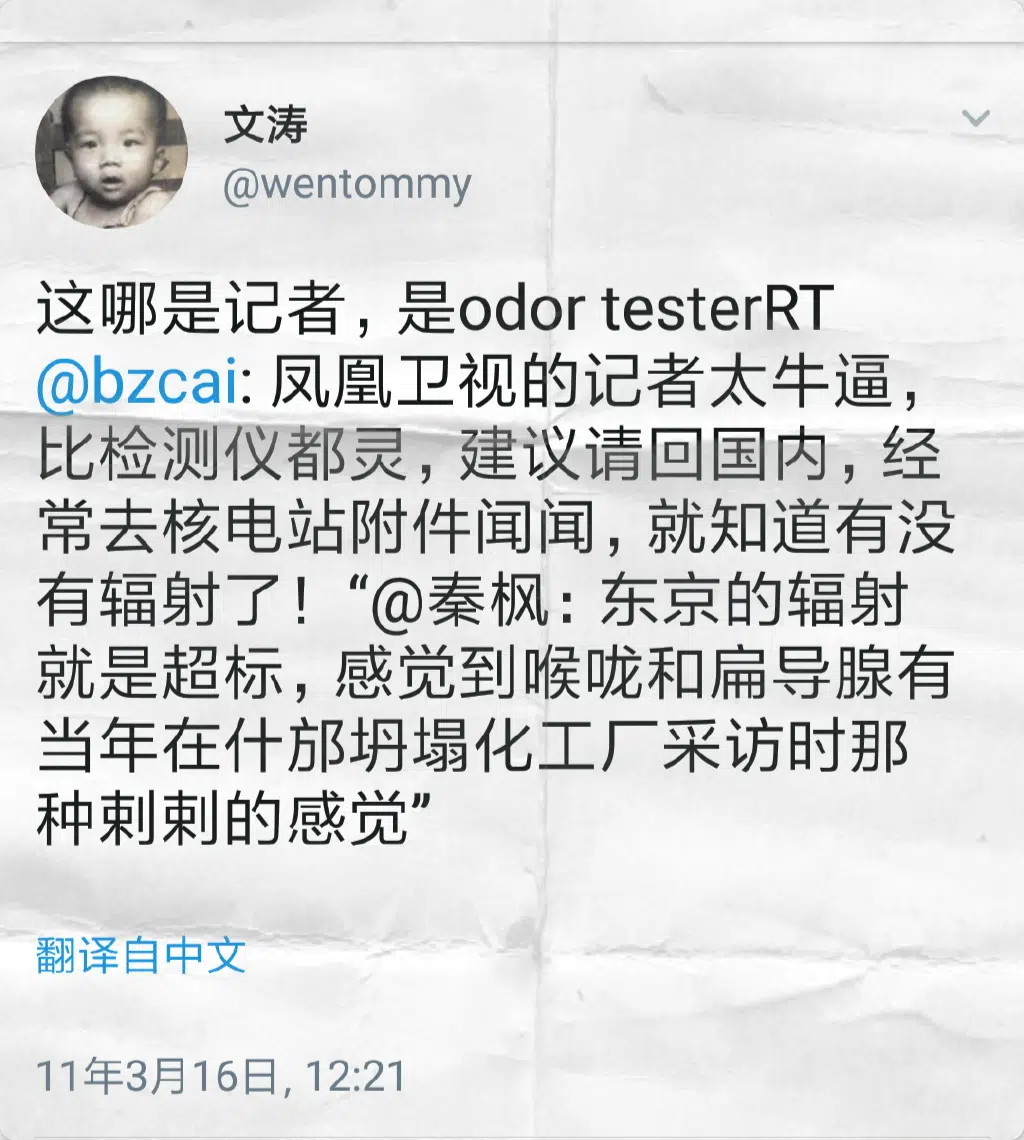 文涛
@wentommy
这哪是记者，是odor testerRT
@bzcai: 凤凰卫视的记者太牛逼，
比检测仪都灵，建议请回国内，经
常去核电站附件闻闻，就知道有没
有辐射了！“@秦枫：东京的辐射
就是超标，感觉到喉咙和扁导腺有
当年在什邡坍塌化工厂采访时那
种剌剌的感觉”
翻译自中文
11年3月16日, 12:21